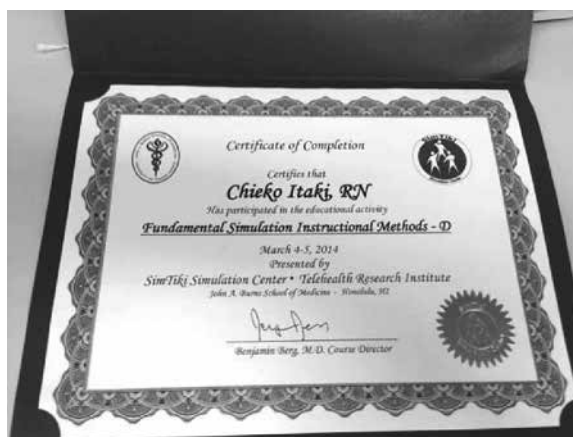 Certificate of Completion
SIMTIKI
Certifies that
Chieko Itaki, RN
Has participated in the educational activity
Fundamental Simulation Instructional Methods - D
March 4-5, 2014
Presented by
SimTiki Simulation Center • Telehealth Research Institute
John A. Burns School of Medicine - Honolulu, HI
Benjamin Berg, M.D. Course Director